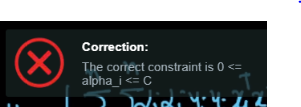 Correction:
The correct constraint is 0 <=
alpha_i <= C